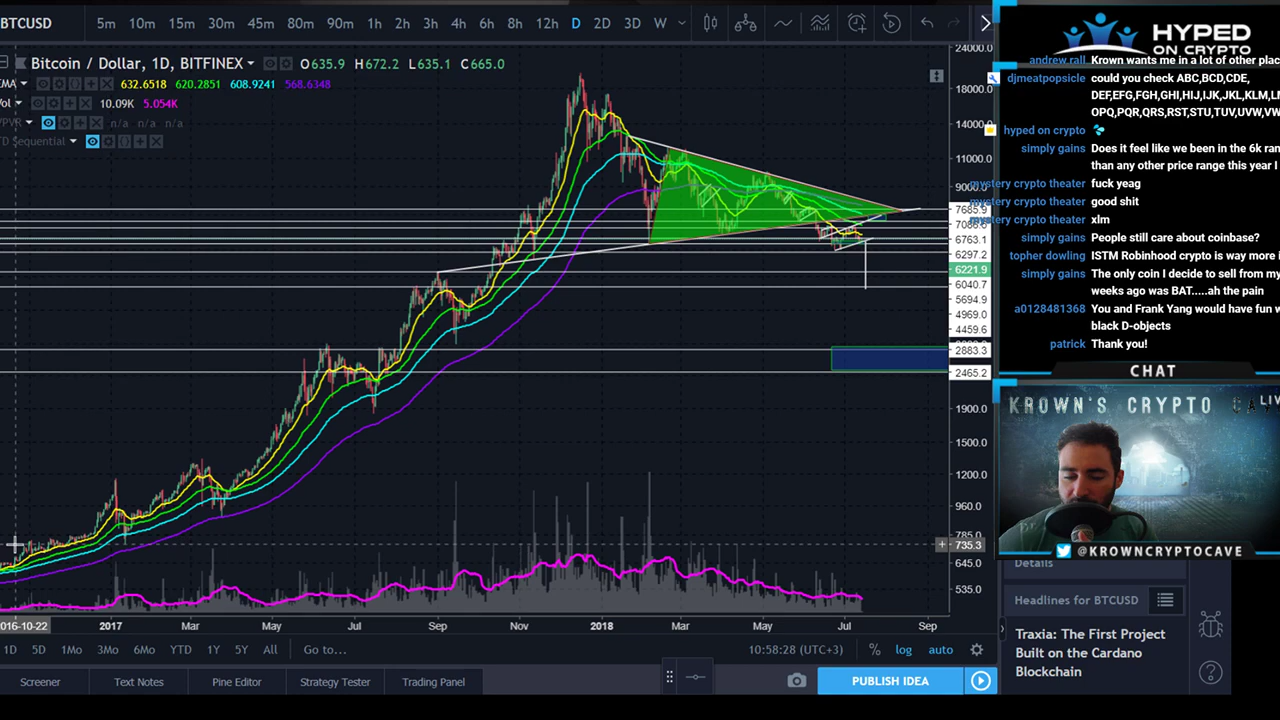 BTCUSD 5m 10m 15m 30m 45m 80m 90m 1h 2h 3h 4h 6h 8h 12h D 2D 3D W
Bitcoin / Dollar, 1D, BITFINEX O635.9 H672.2 L635.1 C665.0
EMA 632.6518 620.2851 608.9241 568.6348
Vol 10.09K 5.054K
VPVR n/a n/a n/a
TD Sequential
24000.0
18000.0
14000.0
11000.0
9000.0
7685.9
7086.0
6763.1
6297.2
6221.9
6040.7
5694.9
4969.0
4459.6
2883.3
2465.2
1900.0
1500.0
1200.0
960.0
785.0
735.3
645.0
535.0
2016-10-22 2017 Mar May Jul Sep Nov 2018 Mar May Jul Sep
1D 5D 1Mo 3Mo 6Mo YTD 1Y 5Y All Go to... 10:58:28 (UTC+3) % log auto
Screener Text Notes Pine Editor Strategy Tester Trading Panel PUBLISH IDEA
HYPED
ON CRYPTO
andrew rall Krown wants me in a lot of other place
djmeatpopsicle could you check ABC,BCD,CDE,
DEF,EFG,FGH,GHI,HIJ,IJK,JKL,KLM,LM
OPQ,PQR,QRS,RST,STU,TUV,UVW,VW
hyped on crypto
simply gains Does it feel like we been in the 6k ran
than any other price range this year I
mystery crypto theater fuck yeag
mystery crypto theater good shit
mystery crypto theater xlm
simply gains People still care about coinbase?
topher dowling ISTM Robinhood crypto is way more i
simply gains The only coin I decide to sell from my
weeks ago was BAT.....ah the pain
a0128481368 You and Frank Yang would have fun w
black D-objects
patrick Thank you!
CHAT
KROWN'S CRYPTO CAVE
LIV
@KROWNCRYPTOCAVE
Details
Headlines for BTCUSD
Traxia: The First Project
Built on the Cardano
Blockchain